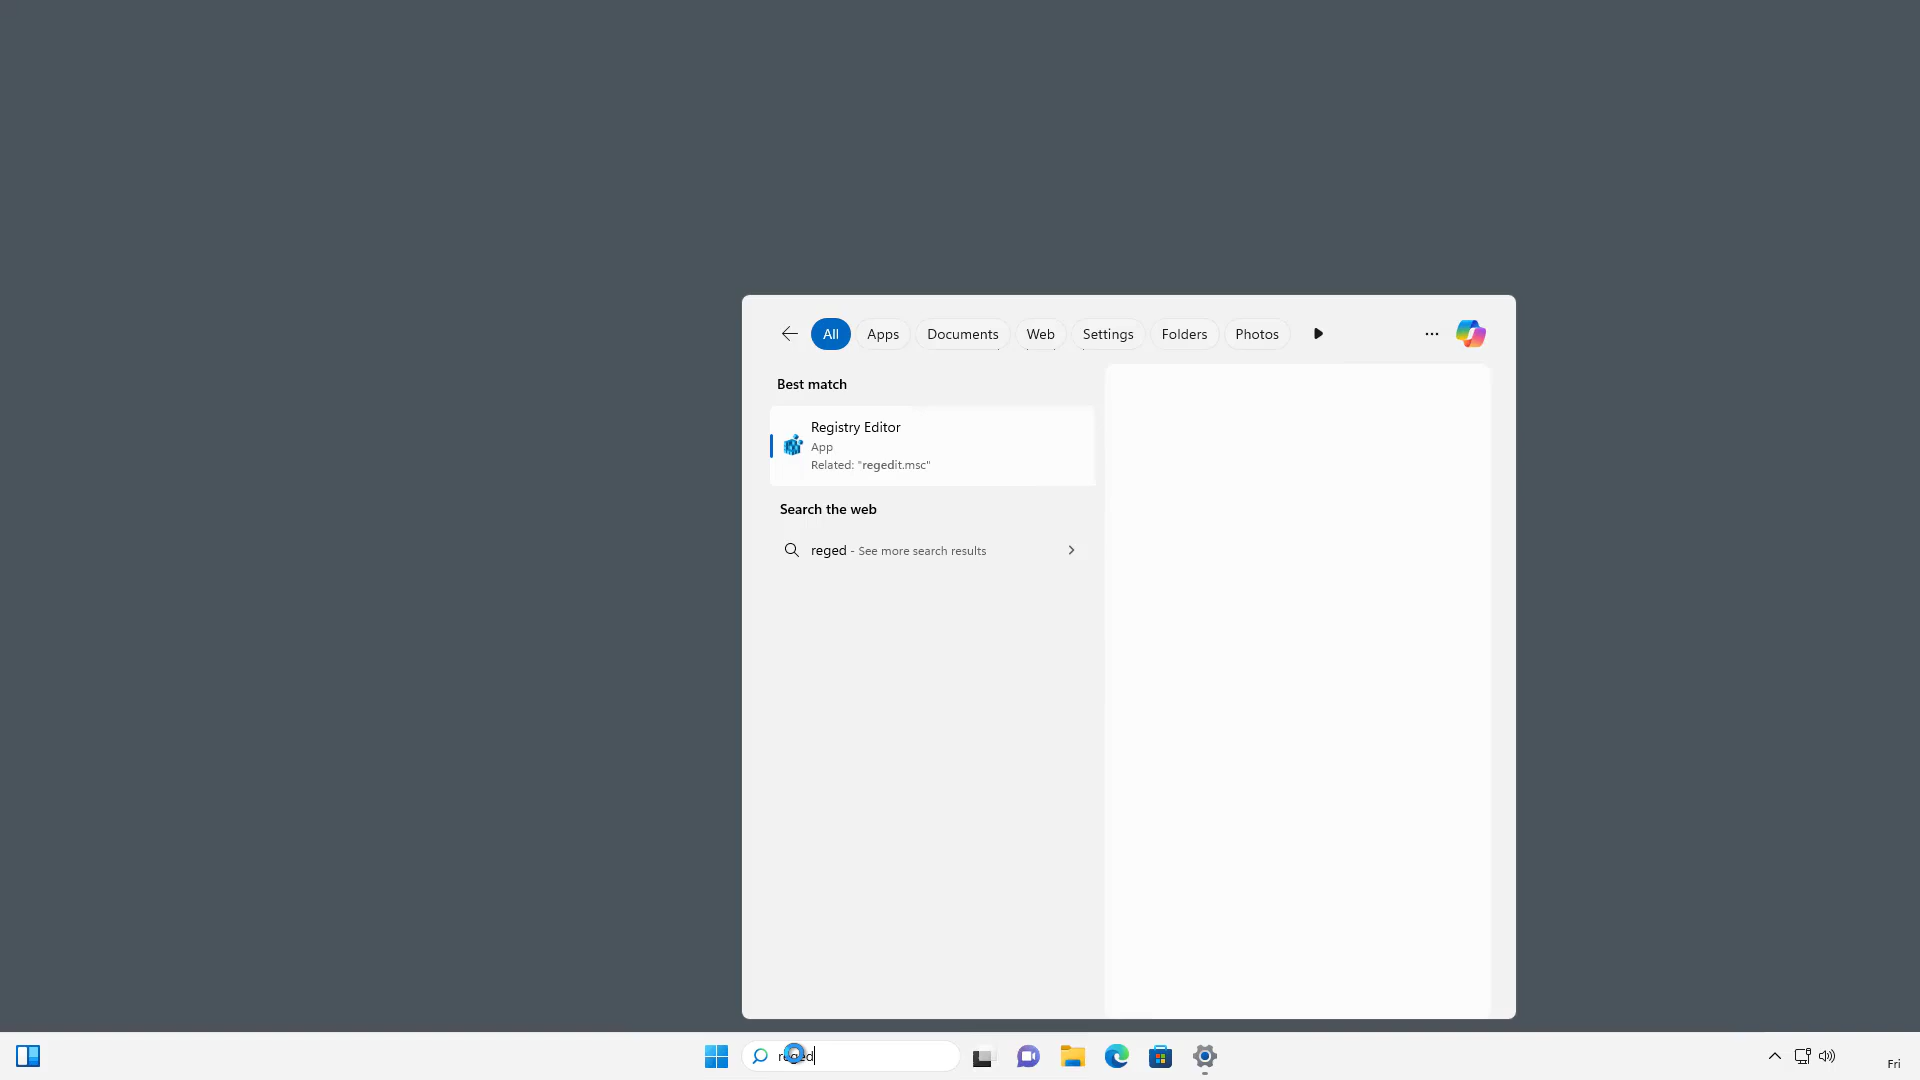 All
Apps
Documents
Web
Settings
Folders
Photos
Best match
Registry Editor
App
Related: "regedit.msc"
Search the web
reged - See more search results
reged
Fri